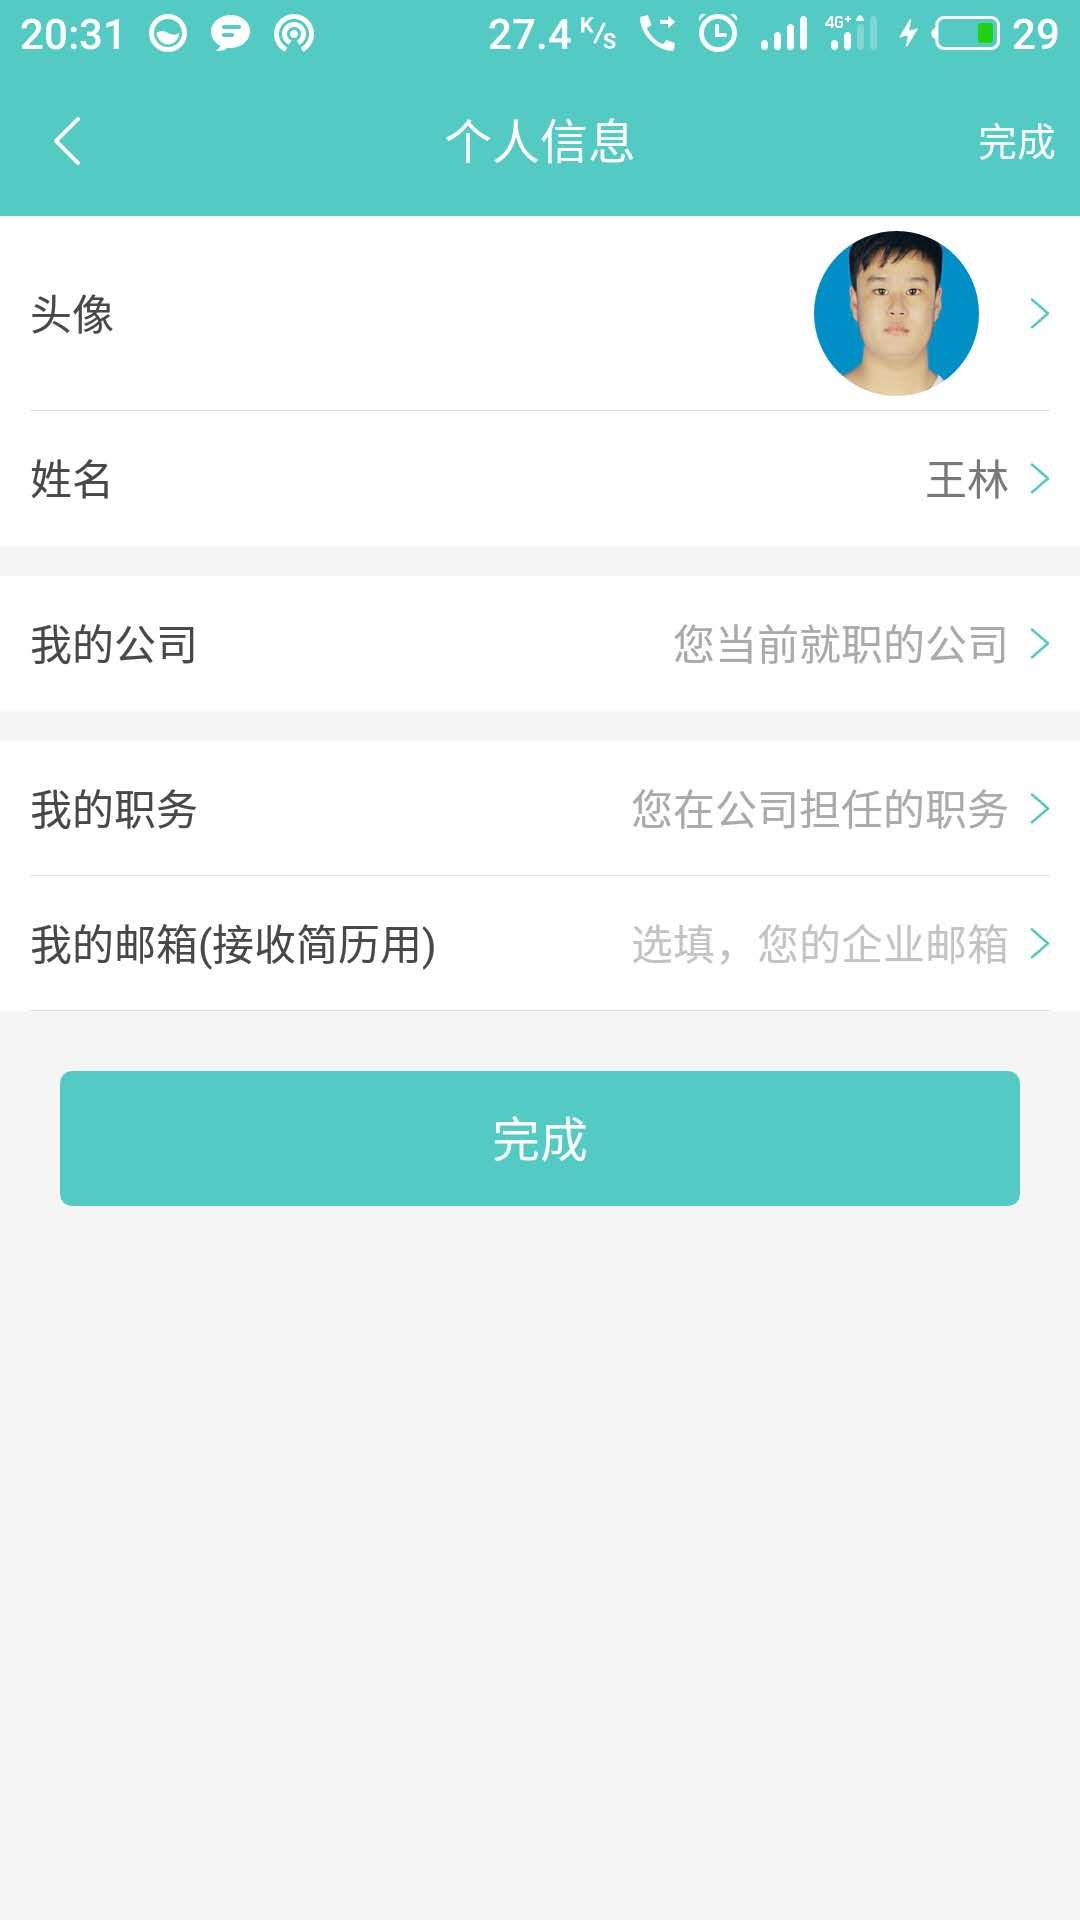 20:31 27.4 K/s 4G+ 29
个人信息 完成
头像
姓名 王林
我的公司 您当前就职的公司
我的职务 您在公司担任的职务
我的邮箱(接收简历用) 选填，您的企业邮箱
完成